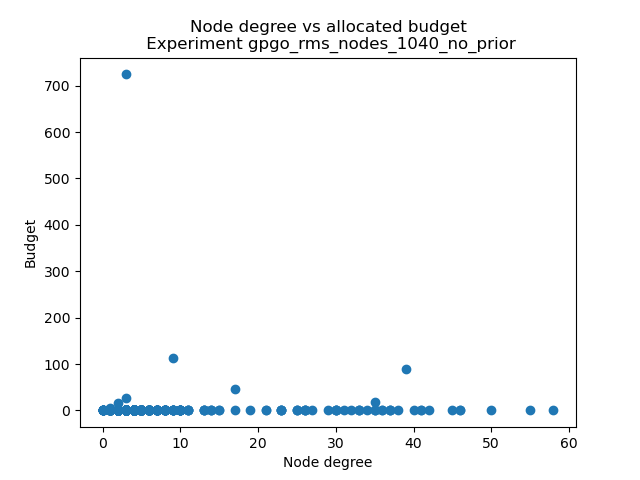 Node degree vs allocated budget
Experiment gpgo_rms_nodes_1040_no_prior
Budget
700
600
500
400
300
200
100
0
0 10 20 30 40 50 60
Node degree